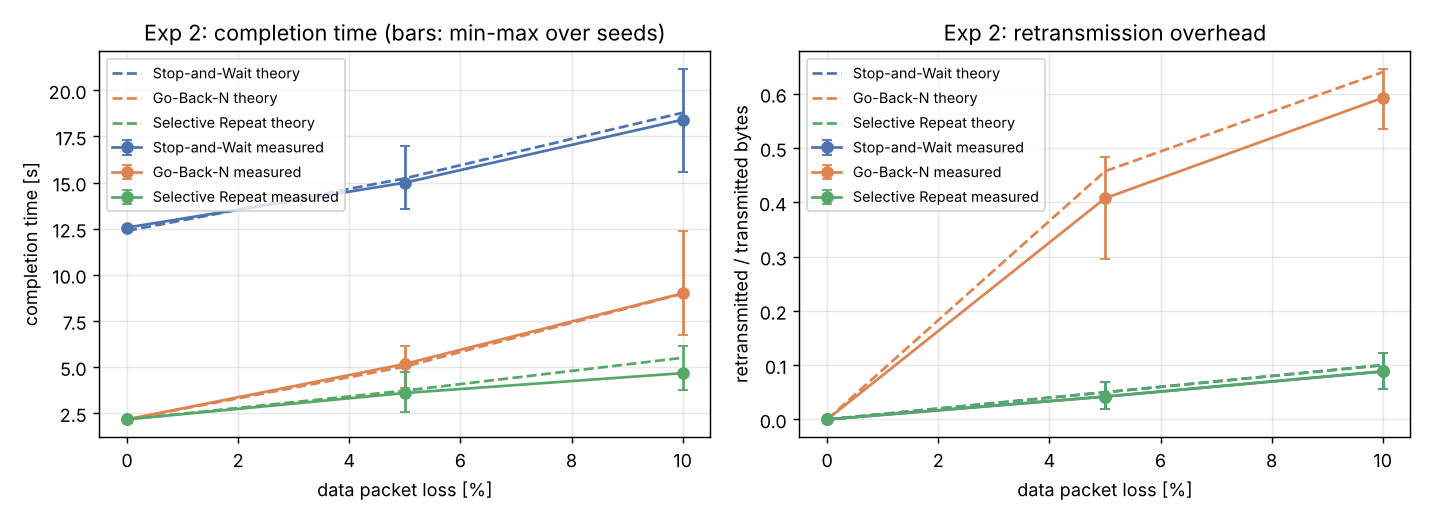 Exp 2: completion time (bars: min-max over seeds)
Stop-and-Wait theory
Go-Back-N theory
Selective Repeat theory
Stop-and-Wait measured
Go-Back-N measured
Selective Repeat measured
completion time [s]
20.0
17.5
15.0
12.5
10.0
7.5
5.0
2.5
0
2
4
6
8
10
data packet loss [%]
Exp 2: retransmission overhead
Stop-and-Wait theory
Go-Back-N theory
Selective Repeat theory
Stop-and-Wait measured
Go-Back-N measured
Selective Repeat measured
retransmitted / transmitted bytes
0.6
0.5
0.4
0.3
0.2
0.1
0.0
0
2
4
6
8
10
data packet loss [%]